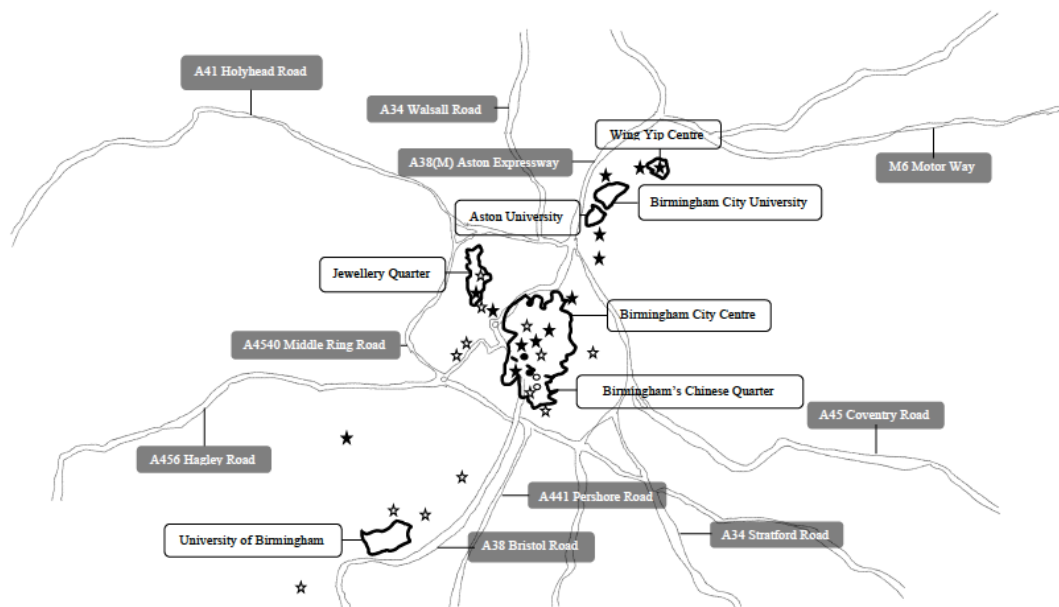 A41 Holyhead Road
A34 Walsall Road
Wing Yip Centre
A38(M) Aston Expressway
M6 Motor Way
Birmingham City University
Aston University
Jewellery Quarter
Birmingham City Centre
A4540 Middle Ring Road
Birmingham's Chinese Quarter
A45 Coventry Road
A456 Hagley Road
A441 Pershore Road
A34 Stratford Road
University of Birmingham
A38 Bristol Road